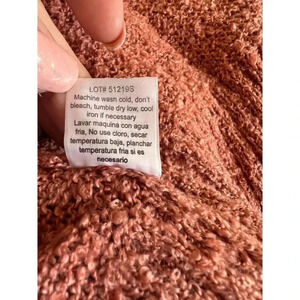 LOT# 51219S
Machine wasn cold, don't
bleach, tumble dry low, cool
iron if necessary
Lavar maquina con agua
fria, No use cloro, secar
temperatura baja, planchar
temperatura fria si es
necesario